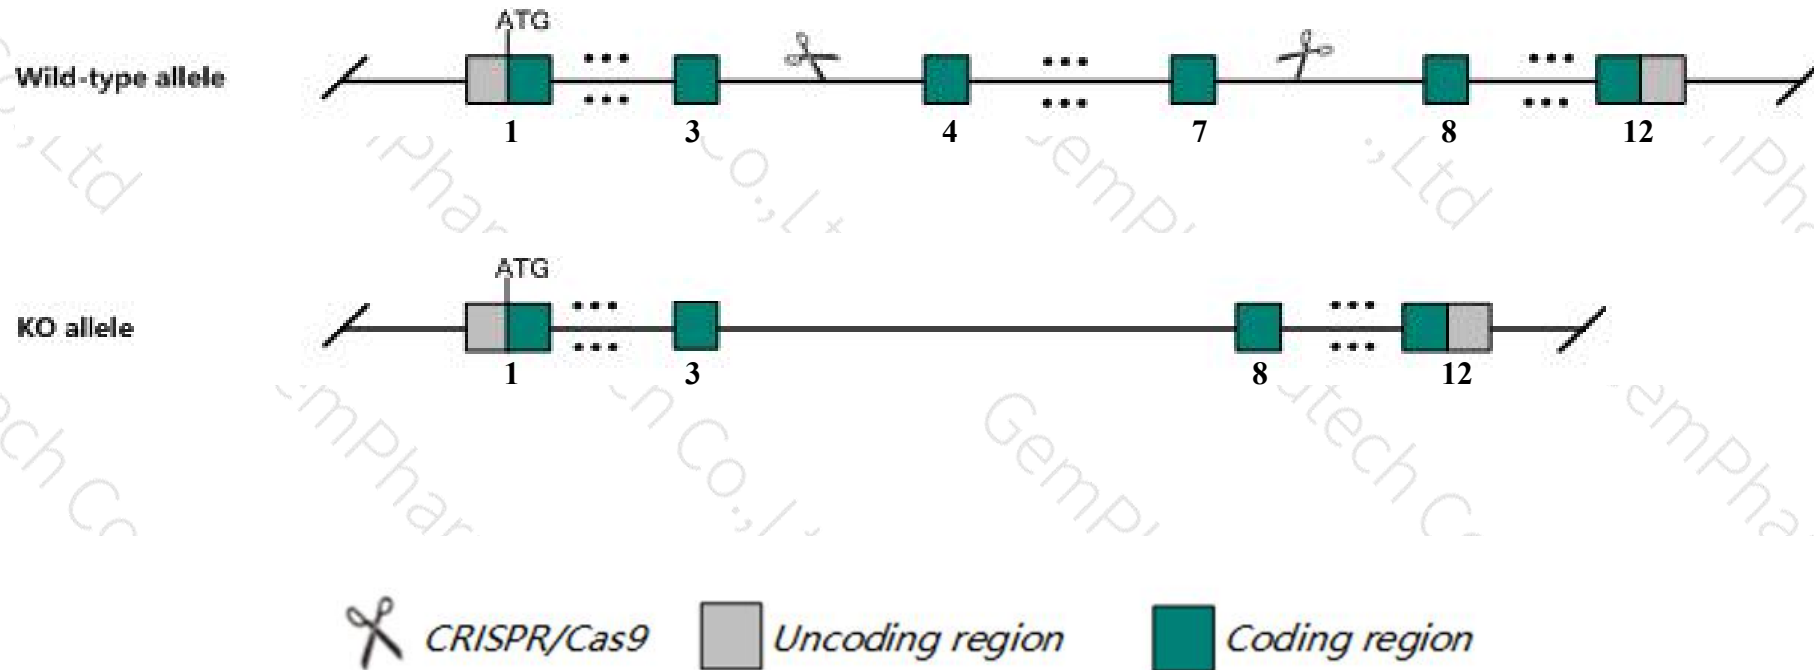 ATG
Wild-type allele
1 3 4 7 8 12
ATG
KO allele
1 3 8 12
GemPh
CRISPR/Cas9 Uncoding region Coding region